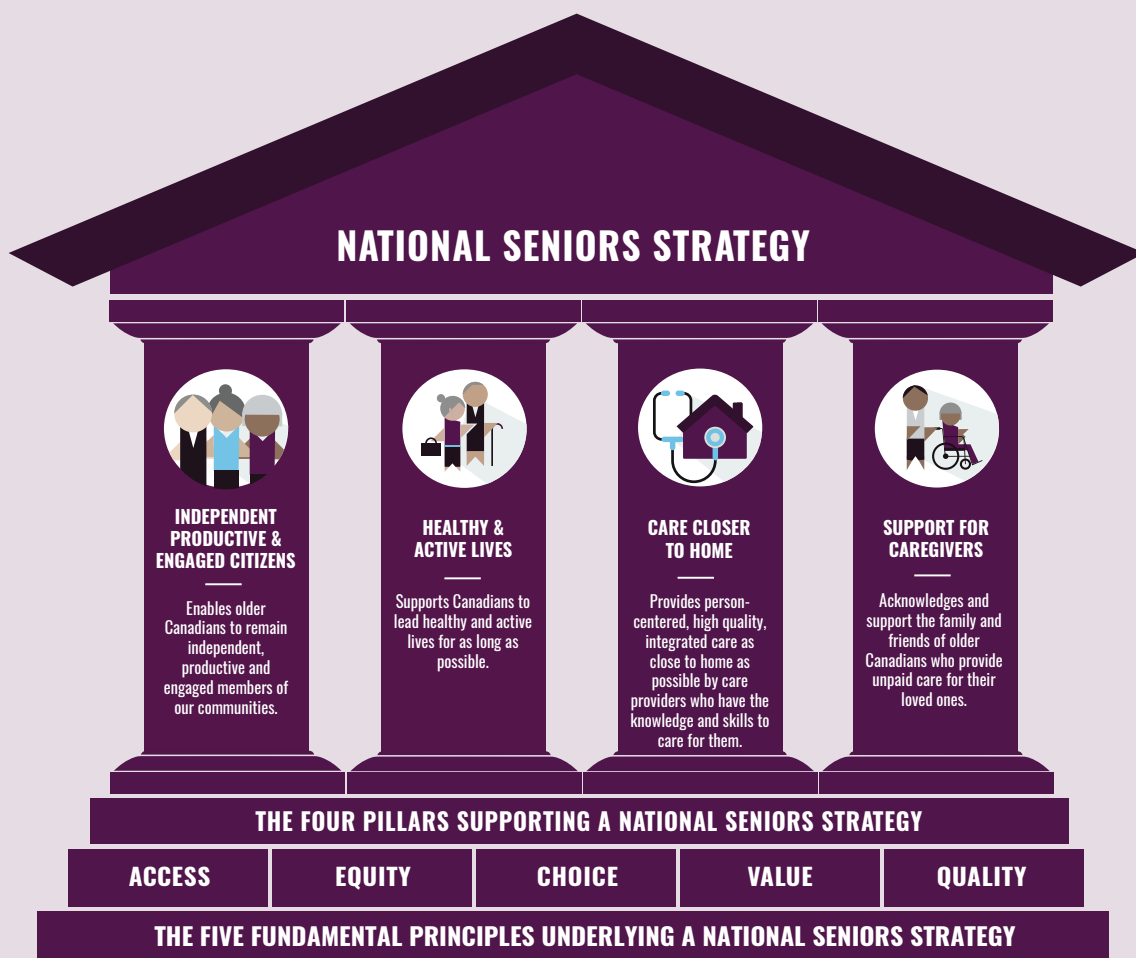 NATIONAL SENIORS STRATEGY
INDEPENDENT
PRODUCTIVE &
ENGAGED CITIZENS
Enables older
Canadians to remain
independent,
productive and
engaged members of
our communities.
HEALTHY &
ACTIVE LIVES
Supports Canadians to
lead healthy and active
lives for as long as
possible.
CARE CLOSER
TO HOME
Provides person-
centered, high quality,
integrated care as
close to home as
possible by care
providers who have the
knowledge and skills to
care for them.
SUPPORT FOR
CAREGIVERS
Acknowledges and
support the family and
friends of older
Canadians who provide
unpaid care for their
loved ones.
THE FOUR PILLARS SUPPORTING A NATIONAL SENIORS STRATEGY
ACCESS
EQUITY
CHOICE
VALUE
QUALITY
THE FIVE FUNDAMENTAL PRINCIPLES UNDERLYING A NATIONAL SENIORS STRATEGY